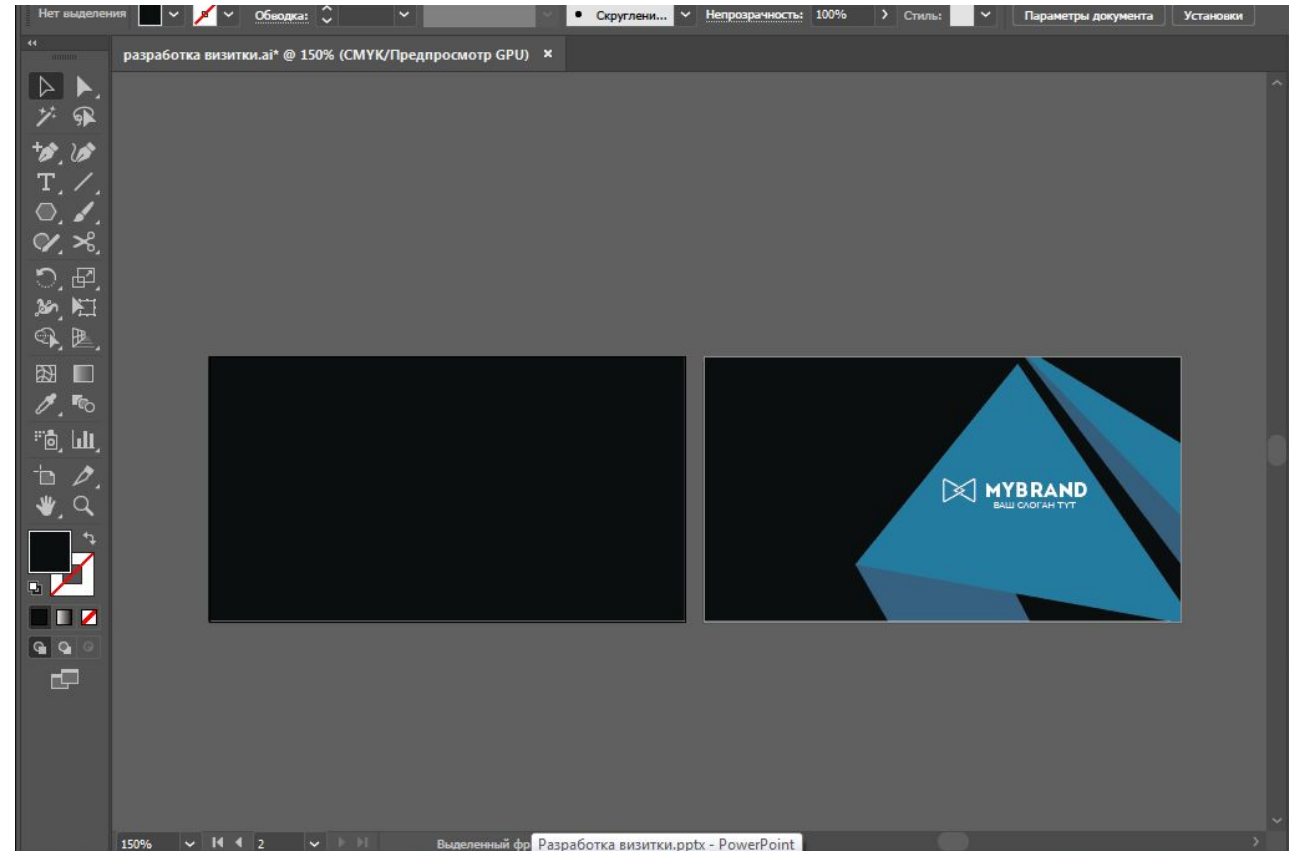 Нет выделения Обводка: Скруглени... Непрозрачность: 100% Стиль: Параметры документа Установки
разработка визитки.ai* @ 150% (CMYK/Предпросмотр GPU) ×
MYBRAND
ВАШ СЛОГАН ТУТ
150% 2 Выделенный фр
Разработка визитки.pptx - PowerPoint